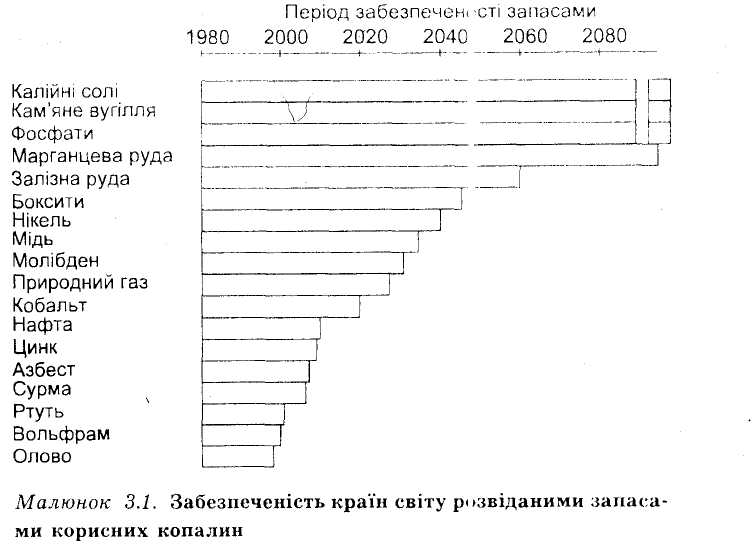 Період забезпеченості запасами
1980 2000 2020 2040 2060 2080
Калійні солі
Кам'яне вугілля
Фосфати
Марганцева руда
Залізна руда
Боксити
Нікель
Мідь
Молібден
Природний газ
Кобальт
Нафта
Цинк
Азбест
Сурма
Ртуть
Вольфрам
Олово
Малюнок 3.1. Забезпеченість країн світу розвіданими запаса-
ми корисних копалин